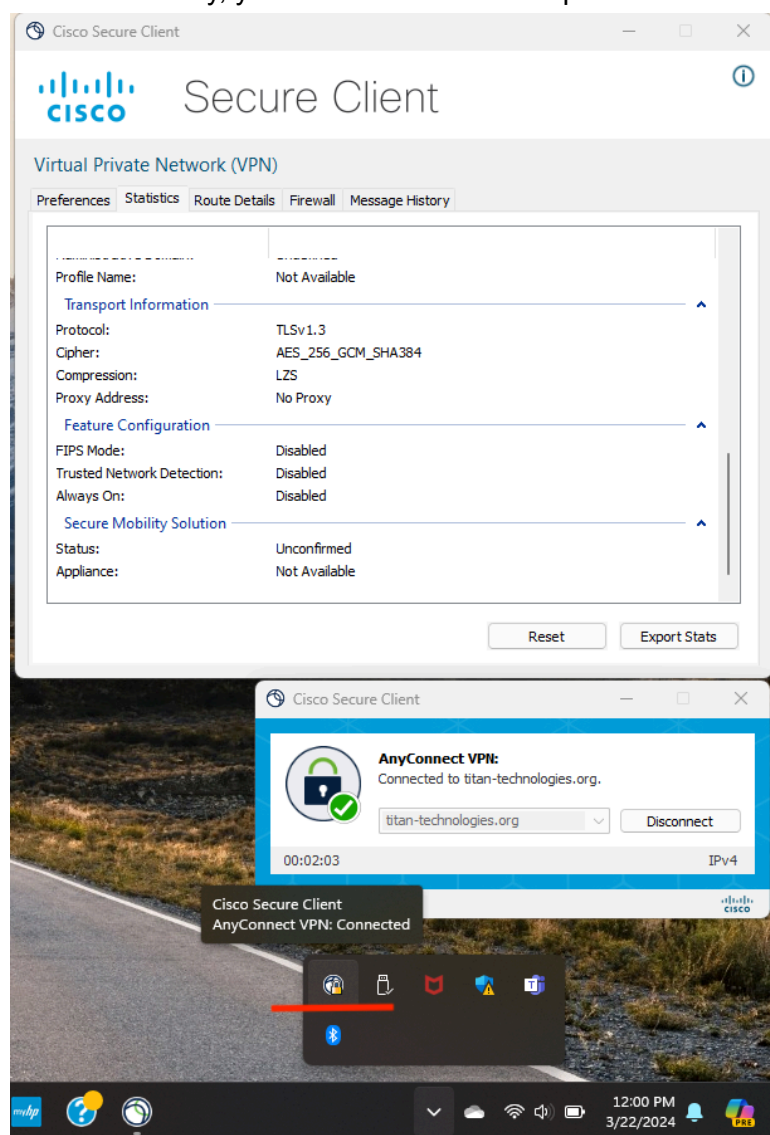 Cisco Secure Client
cisco Secure Client
Virtual Private Network (VPN)
Preferences Statistics Route Details Firewall Message History
Profile Name: Not Available
Transport Information
Protocol: TLSv1.3
Cipher: AES_256_GCM_SHA384
Compression: LZS
Proxy Address: No Proxy
Feature Configuration
FIPS Mode: Disabled
Trusted Network Detection: Disabled
Always On: Disabled
Secure Mobility Solution
Status: Unconfirmed
Appliance: Not Available
Reset Export Stats
Cisco Secure Client
AnyConnect VPN:
Connected to titan-technologies.org.
titan-technologies.org Disconnect
00:02:03 IPv4
cisco
Cisco Secure Client
AnyConnect VPN: Connected
myhp
12:00 PM
3/22/2024
PRE